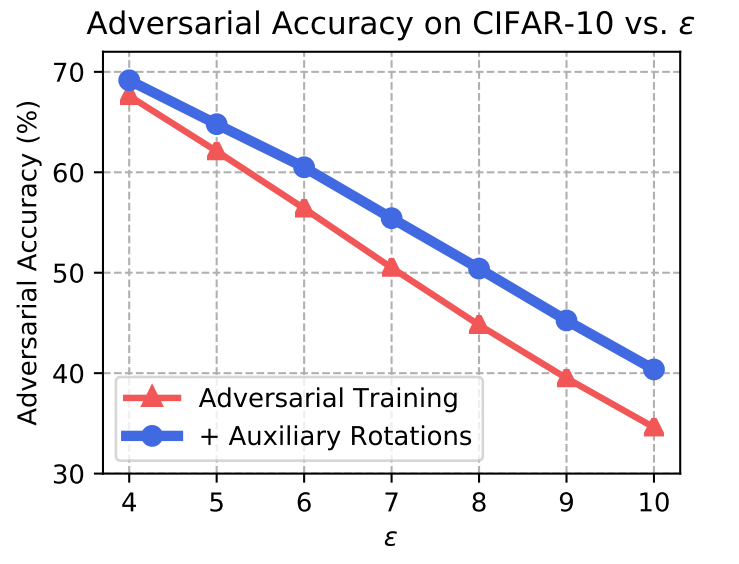 Adversarial Accuracy on CIFAR-10 vs. ε
Adversarial Accuracy (%)
70
60
50
40
30
Adversarial Training
+ Auxiliary Rotations
4 5 6 7 8 9 10
ε